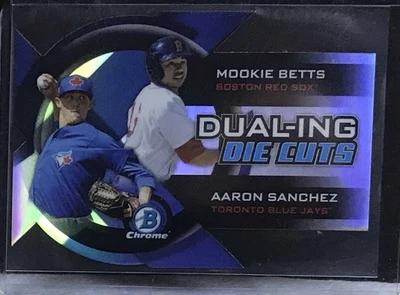 MOOKIE BETTS
BOSTON RED SOX
DUAL-ING
DIE CUTS
AARON SANCHEZ
TORONTO BLUE JAYS
B
Chrome